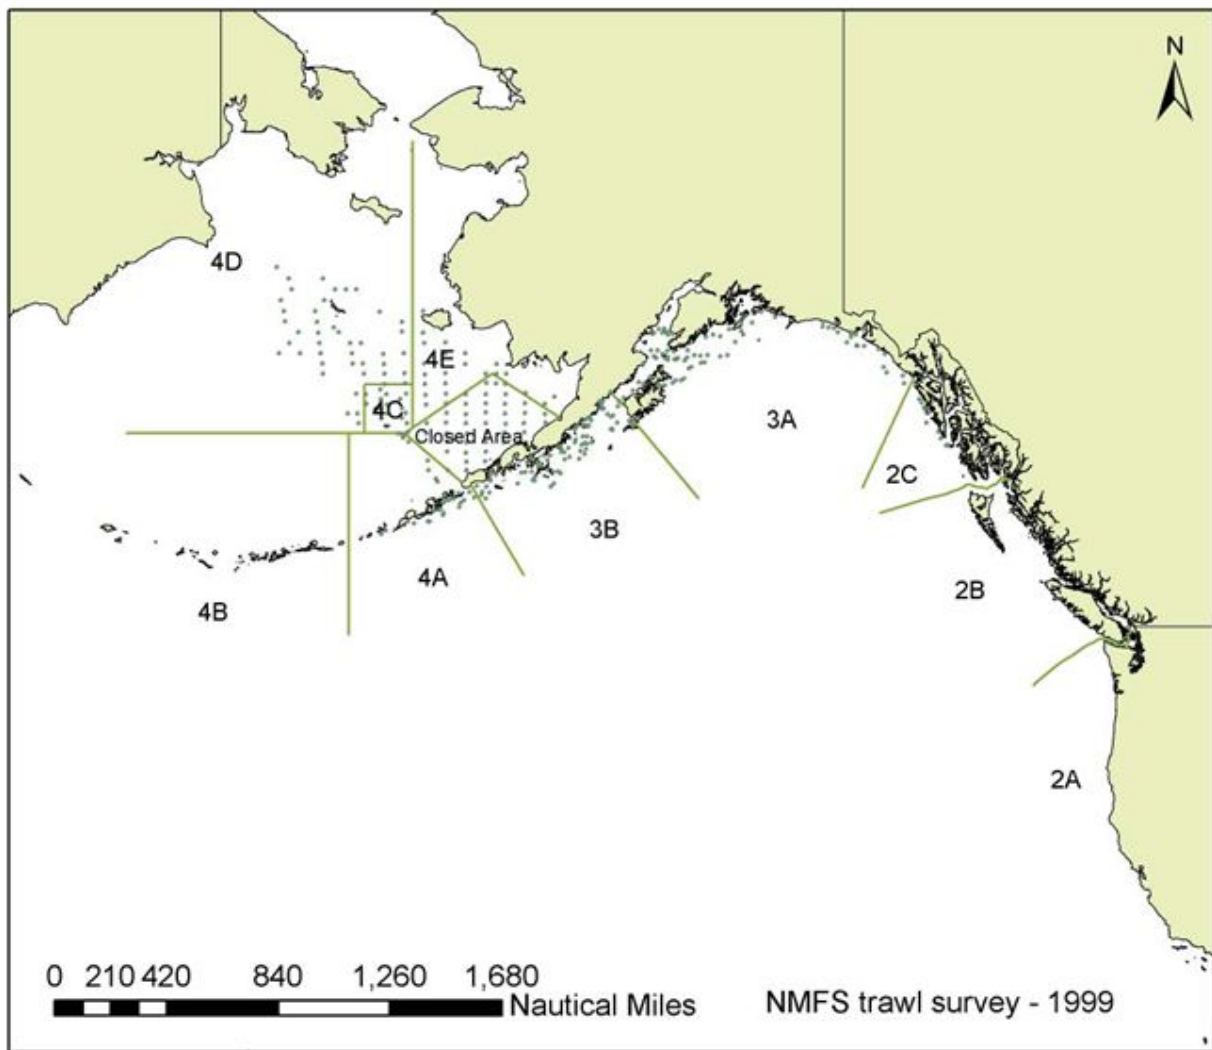 N
4D
4E
4C
Closed Area
3A
2C
3B
4A
2B
4B
2A
0 210 420 840 1,260 1,680
Nautical Miles
NMFS trawl survey - 1999